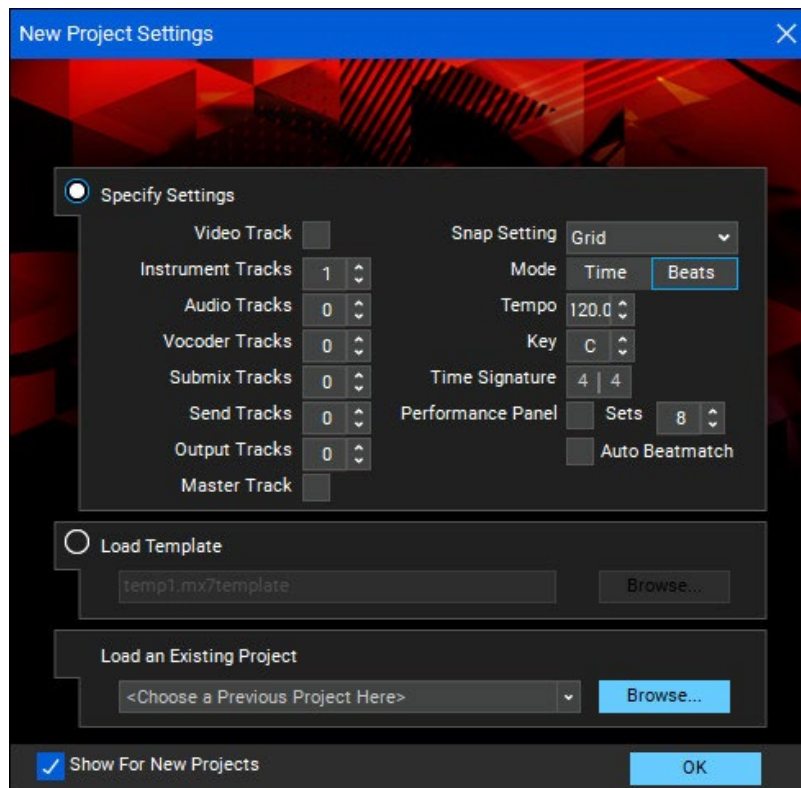 New Project Settings
Specify Settings
Video Track
Instrument Tracks 1
Audio Tracks 0
Vocoder Tracks 0
Submix Tracks 0
Send Tracks 0
Output Tracks 0
Master Track
Snap Setting Grid
Mode Time Beats
Tempo 120.0
Key C
Time Signature 4 | 4
Performance Panel Sets 8
Auto Beatmatch
Load Template
temp1.mx7template Browse...
Load an Existing Project
<Choose a Previous Project Here> Browse...
Show For New Projects OK